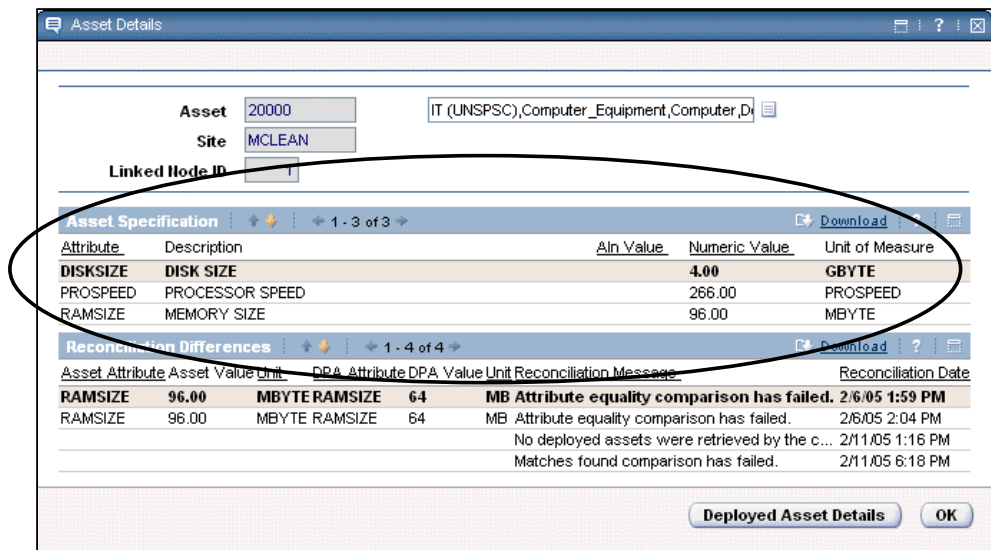 Asset Details ?
Asset 20000 IT (UNSPSC),Computer_Equipment,Computer,De
Site MCLEAN
Linked Node ID 1
Asset Specification 1 - 3 of 3 Download ?
Attribute Description Aln Value Numeric Value Unit of Measure
DISKSIZE DISK SIZE 4.00 GBYTE
PROSPEED PROCESSOR SPEED 266.00 PROSPEED
RAMSIZE MEMORY SIZE 96.00 MBYTE
Reconciliation Differences 1 - 4 of 4 Download ?
Asset Attribute Asset Value Unit DPA Attribute DPA Value Unit Reconciliation Message Reconciliation Date
RAMSIZE 96.00 MBYTE RAMSIZE 64 MB Attribute equality comparison has failed. 2/6/05 1:59 PM
RAMSIZE 96.00 MBYTE RAMSIZE 64 MB Attribute equality comparison has failed. 2/6/05 2:04 PM
No deployed assets were retrieved by the c... 2/11/05 1:16 PM
Matches found comparison has failed. 2/11/05 6:18 PM
Deployed Asset Details OK